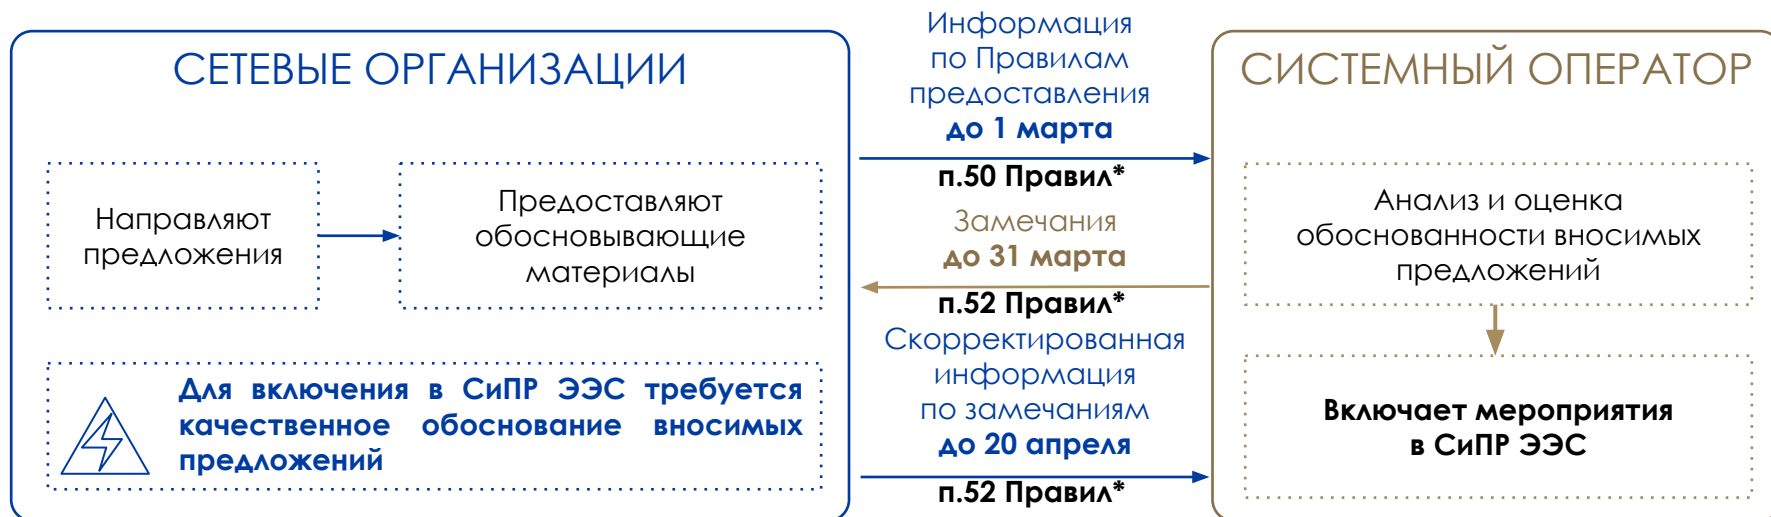 СЕТЕВЫЕ ОРГАНИЗАЦИИ
Направляют
предложения
Предоставляют
обосновывающие
материалы
Для включения в СиПР ЭЭС требуется
качественное обоснование вносимых
предложений
Информация
по Правилам
предоставления
до 1 марта
п.50 Правил*
Замечания
до 31 марта
п.52 Правил*
Скорректированная
информация
по замечаниям
до 20 апреля
п.52 Правил*
СИСТЕМНЫЙ ОПЕРАТОР
Анализ и оценка
обоснованности вносимых
предложений
Включает мероприятия
в СиПР ЭЭС